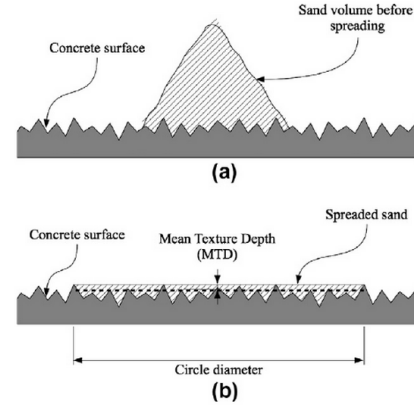 Sand volume before
spreading
Concrete surface
(a)
Concrete surface
Mean Texture Depth
(MTD)
Spreaded sand
Circle diameter
(b)